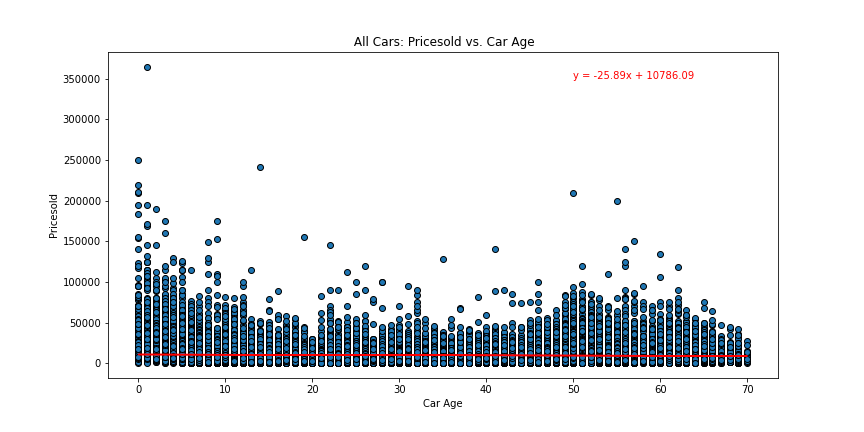 All Cars: Pricesold vs. Car Age
y = -25.89x + 10786.09
350000
300000
250000
200000
150000
100000
50000
0
Pricesold
0 10 20 30 40 50 60 70
Car Age